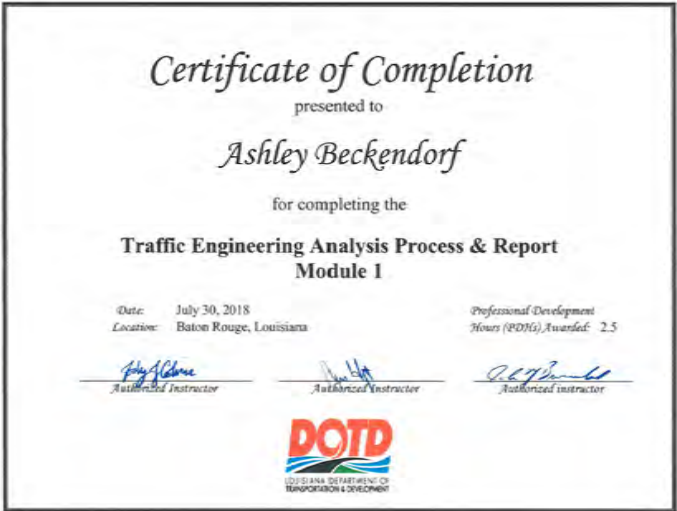 Certificate of Completion
presented to
Ashley Beckendorf
for completing the
Traffic Engineering Analysis Process & Report
Module 1
Date: July 30, 2018
Location: Baton Rouge, Louisiana
Professional Development
Hours (PDHs) Awarded: 2.5
Authorized Instructor
Authorized Instructor
Authorized instructor
DOTD
LOUISIANA DEPARTMENT OF
TRANSPORTATION & DEVELOPMENT